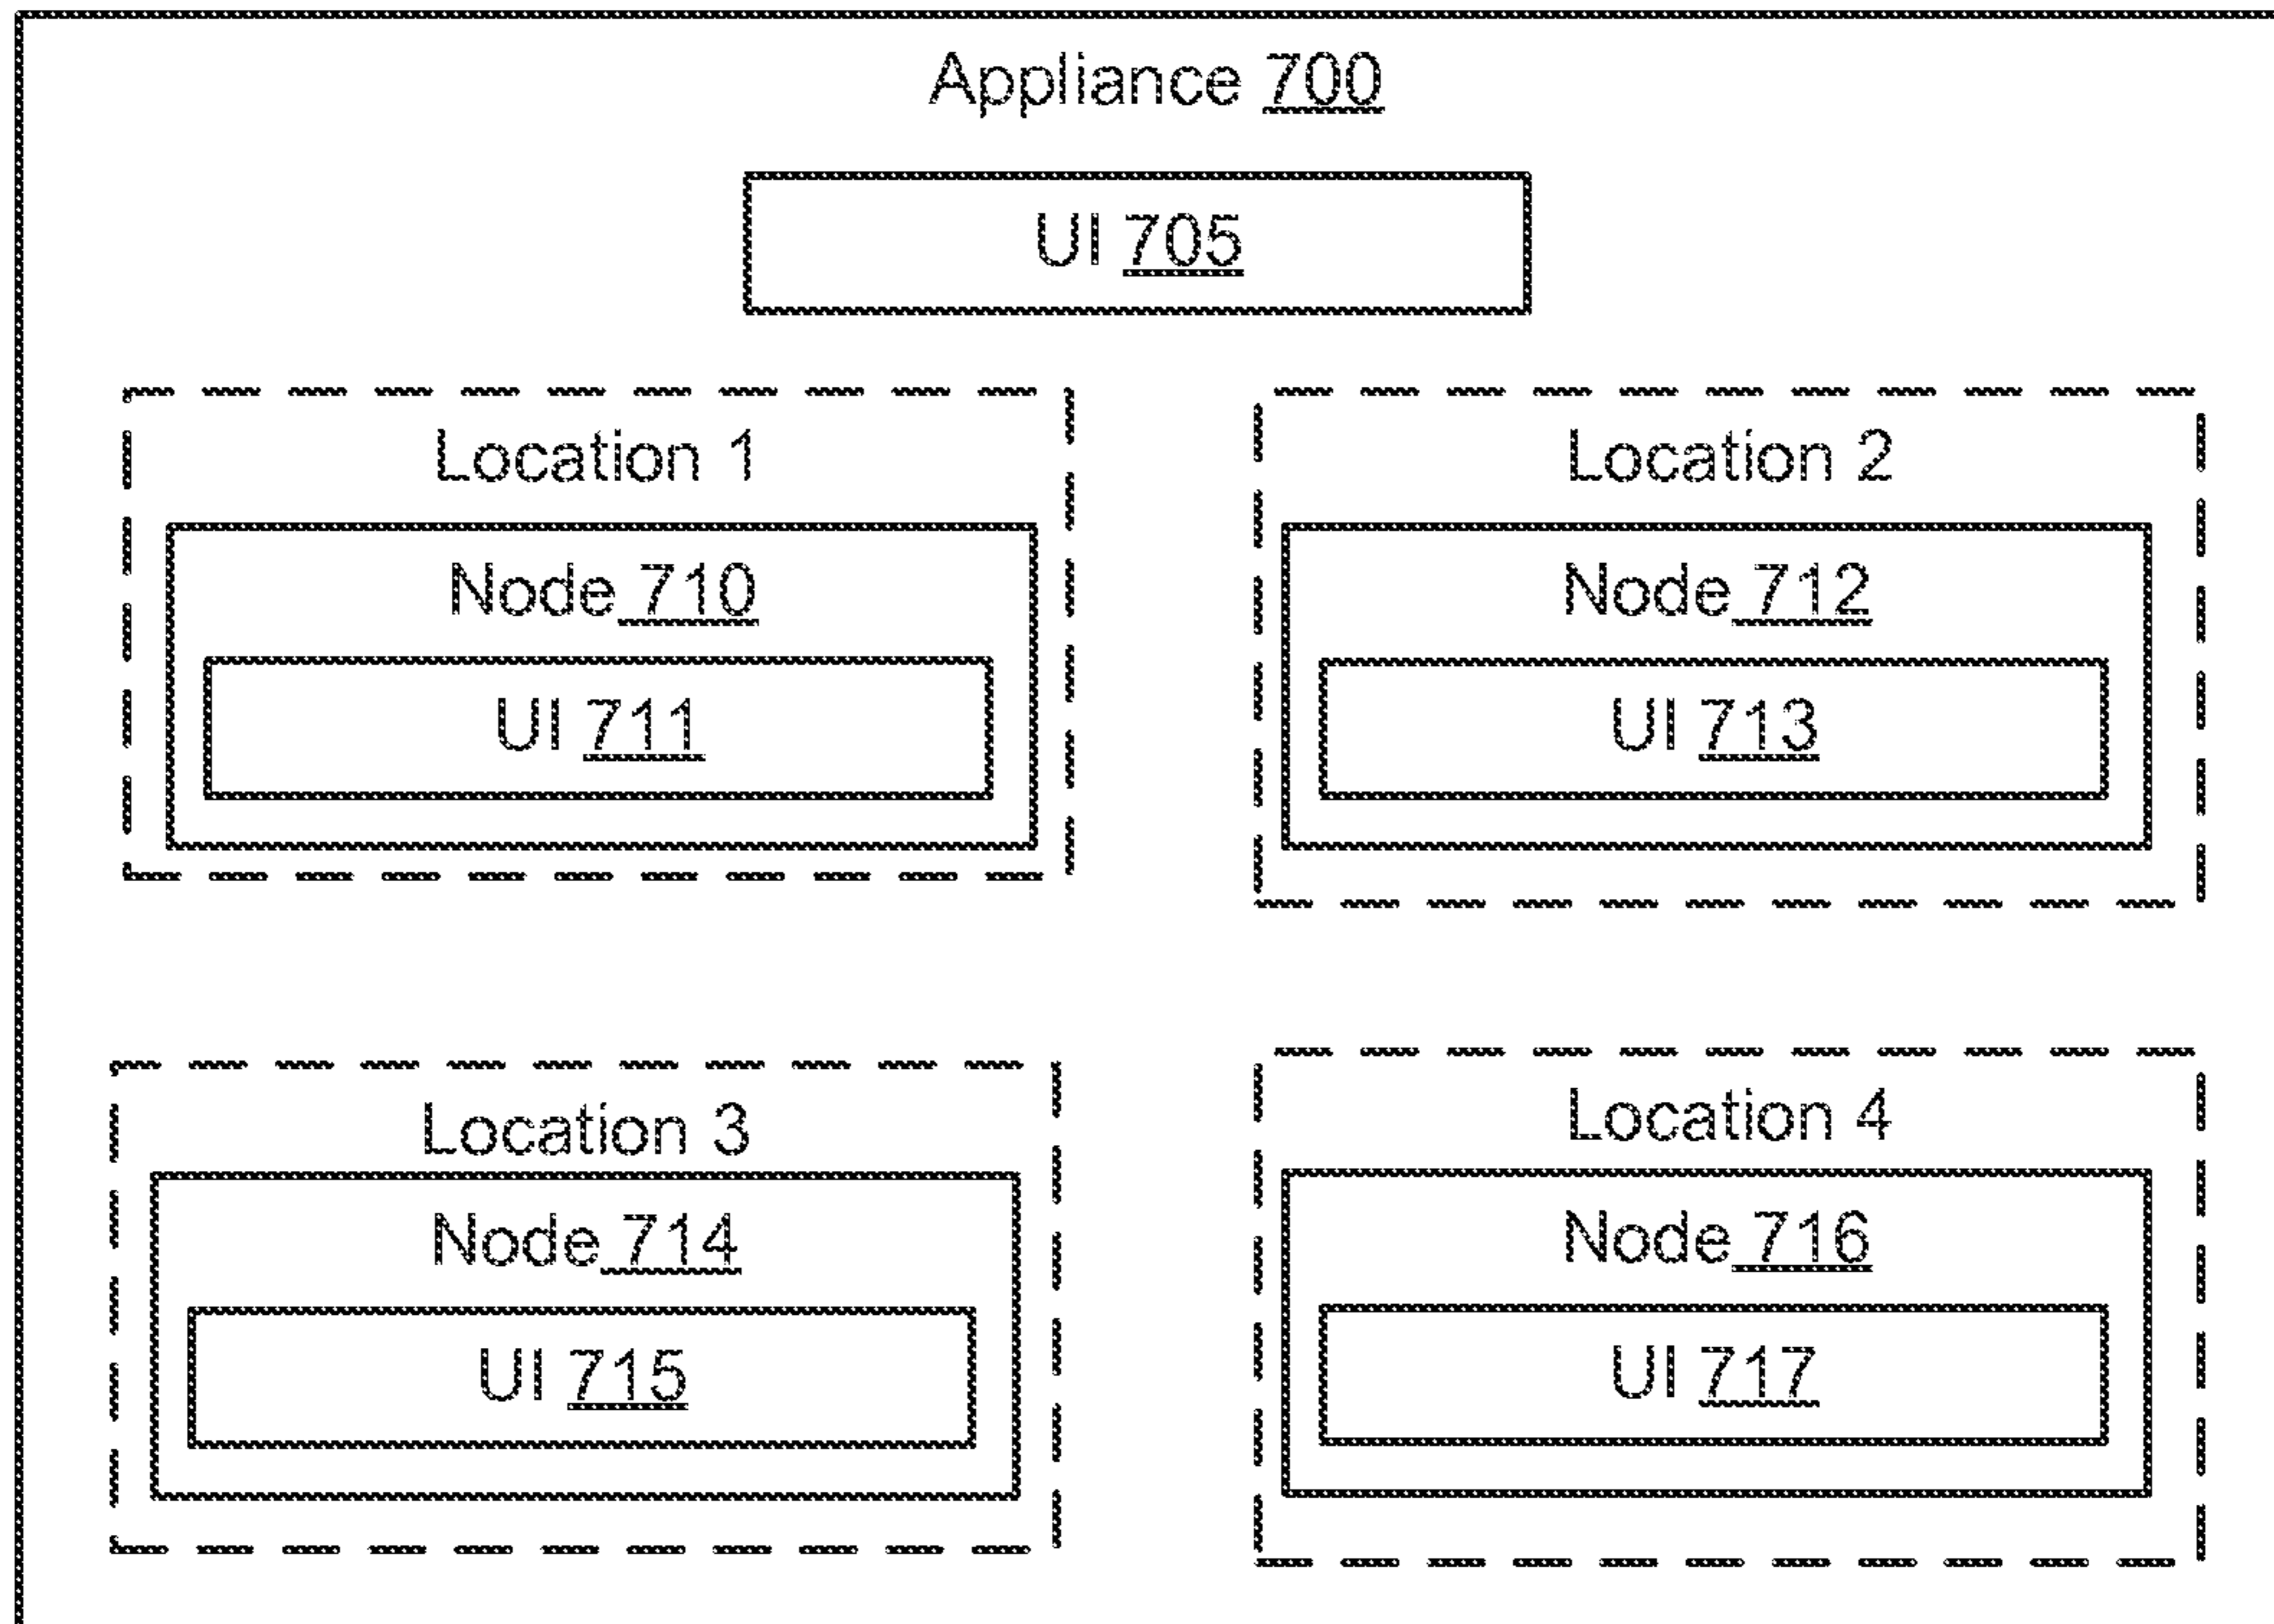 Appliance 700
UI 705
Location 1
Node 710
UI 711
Location 2
Node 712
UI 713
Location 3
Node 714
UI 715
Location 4
Node 716
UI 717